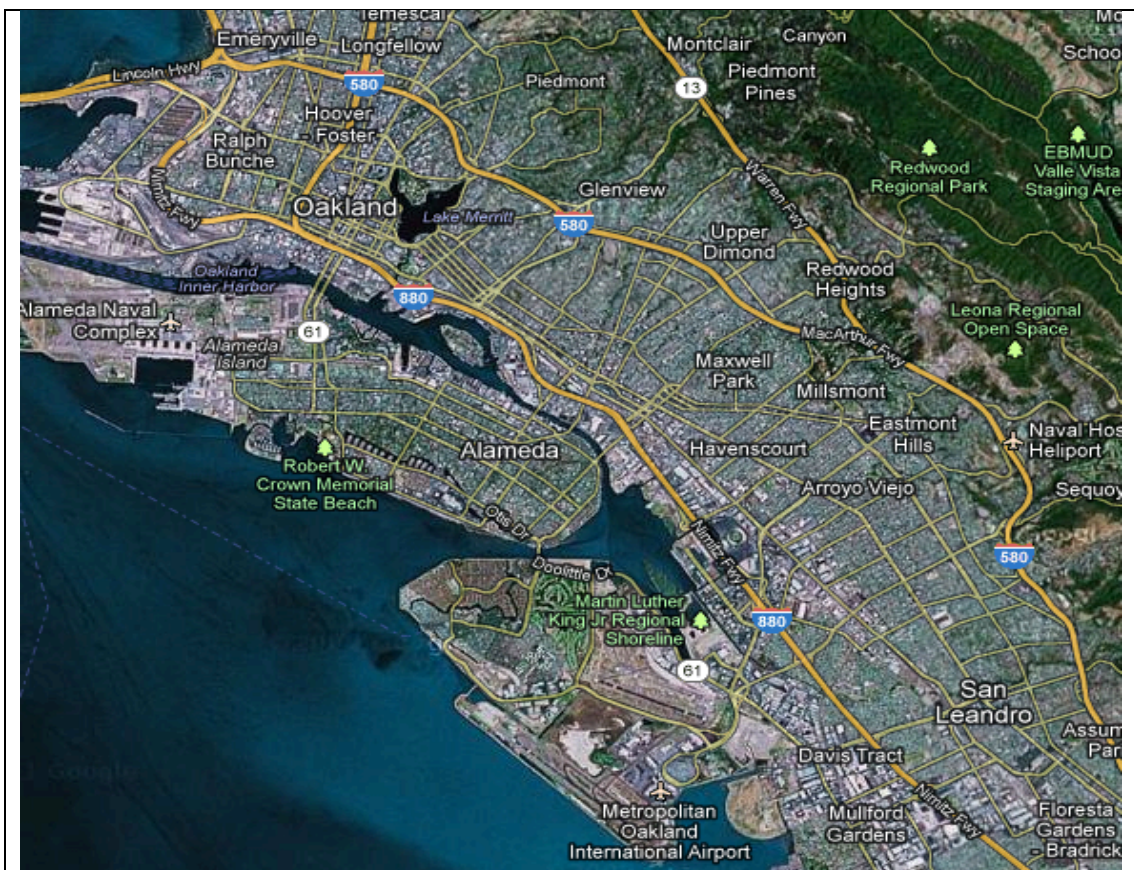 Temescal
Emeryville
Longfellow
Montclair
Canyon
Lincoln Hwy
580
Piedmont
Piedmont
Pines
13
Hoover
- Foster
Ralph
Bunche
Redwood
Regional Park
EBMUD
Valle Vista
Staging Area
Nimitz Fwy
Oakland
Lake Merritt
Glenview
580
Warren Fwy
Upper
Dimond
Oakland
Inner Harbor
880
Redwood
Heights
Alameda Naval
Complex
61
Alameda
Island
Leona Regional
Open Space
MacArthur Fwy
Maxwell
Park
Millsmont
Eastmont
Hills
Naval Hos
Heliport
Alameda
Havenscourt
Robert W.
Crown Memorial
State Beach
Arroyo Viejo
Sequoy
Otis Dr
Nimitz Fwy
580
Doolittle D
Martin Luther
King Jr Regional
Shoreline
880
61
San
Leandro
Assum
Par
Davis Tract
Google
Metropolitan
Oakland
International Airport
Mulford
Gardens
Nimitz Fwy
Floresta
Gardens
- Bradrick